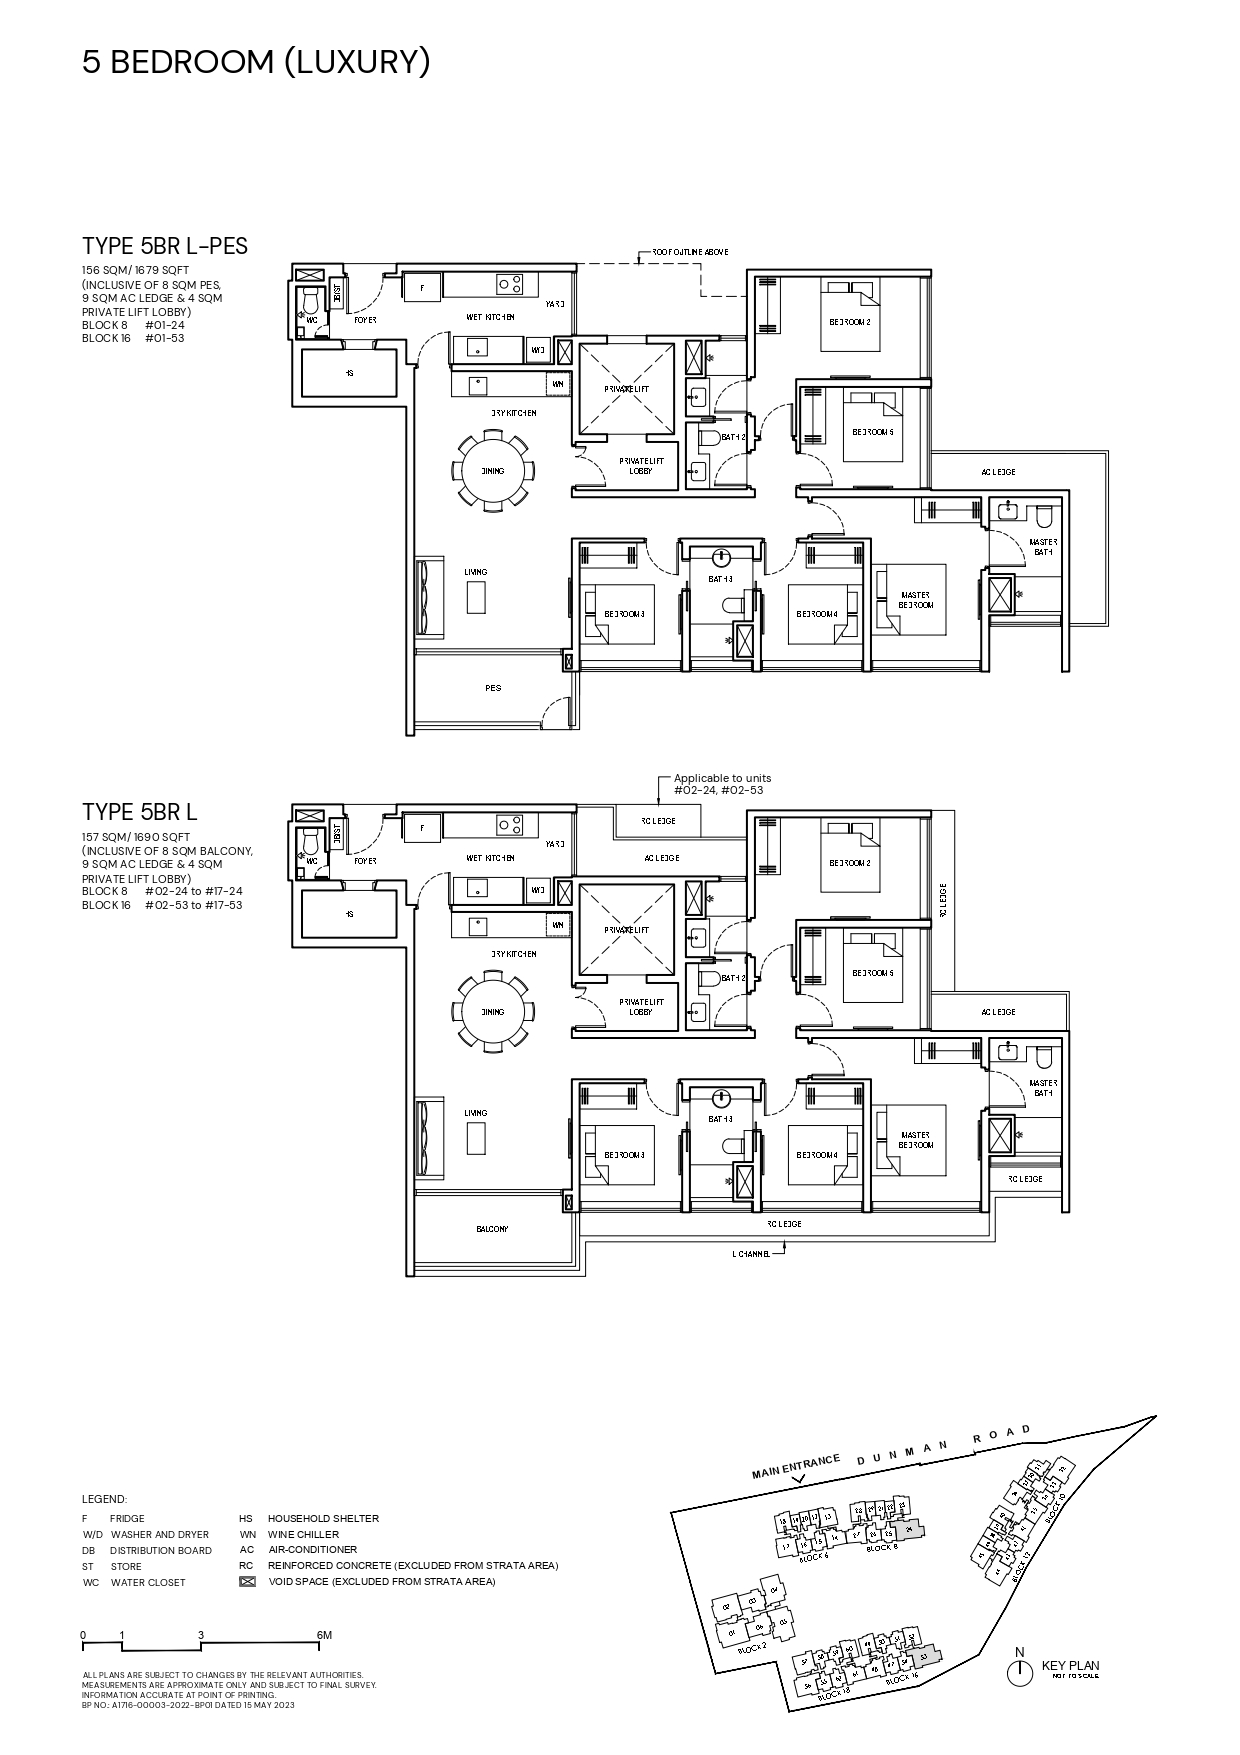 5 BEDROOM (LUXURY)
TYPE 5BR L-PES
156 SQM/ 1679 SQFT
(INCLUSIVE OF 8 SQM PES,
9 SQM AC LEDGE & 4 SQM
PRIVATE LIFT LOBBY)
BLOCK 8 #01-24
BLOCK 16 #01-53
ROOF OUTLINE ABOVE
DB/ST
F
WC
FOYER
WET KITCHEN
YARD
BEDROOM 2
W/D
HS
WN
PRIVATE LIFT
DRY KITCHEN
BATH 2
BEDROOM 5
DINING
PRIVATE LIFT
LOBBY
AC LEDGE
MASTER
BATH
LIVING
BATH 3
MASTER
BEDROOM
BEDROOM 3
BEDROOM 4
PES
Applicable to units
#02-24, #02-53
TYPE 5BR L
157 SQM/ 1690 SQFT
(INCLUSIVE OF 8 SQM BALCONY,
9 SQM AC LEDGE & 4 SQM
PRIVATE LIFT LOBBY)
BLOCK 8 #02-24 to #17-24
BLOCK 16 #02-53 to #17-53
RC LEDGE
DB/ST
F
WC
FOYER
WET KITCHEN
YARD
AC LEDGE
BEDROOM 2
W/D
RC LEDGE
HS
WN
PRIVATE LIFT
DRY KITCHEN
BATH 2
BEDROOM 5
DINING
PRIVATE LIFT
LOBBY
AC LEDGE
MASTER
BATH
LIVING
BATH 3
MASTER
BEDROOM
BEDROOM 3
BEDROOM 4
RC LEDGE
BALCONY
RC LEDGE
L CHANNEL
LEGEND:
F FRIDGE
W/D WASHER AND DRYER
DB DISTRIBUTION BOARD
ST STORE
WC WATER CLOSET
HS HOUSEHOLD SHELTER
WN WINE CHILLER
AC AIR-CONDITIONER
RC REINFORCED CONCRETE (EXCLUDED FROM STRATA AREA)
VOID SPACE (EXCLUDED FROM STRATA AREA)
0 1 3 6M
ALL PLANS ARE SUBJECT TO CHANGES BY THE RELEVANT AUTHORITIES.
MEASUREMENTS ARE APPROXIMATE ONLY AND SUBJECT TO FINAL SURVEY.
INFORMATION ACCURATE AT POINT OF PRINTING.
BP NO.: A1716-00003-2022-BP01 DATED 15 MAY 2023
MAIN ENTRANCE
DUNMAN ROAD
BLOCK 6
BLOCK 8
BLOCK 10
BLOCK 12
BLOCK 2
BLOCK 18
BLOCK 16
N
KEY PLAN
NOT TO SCALE